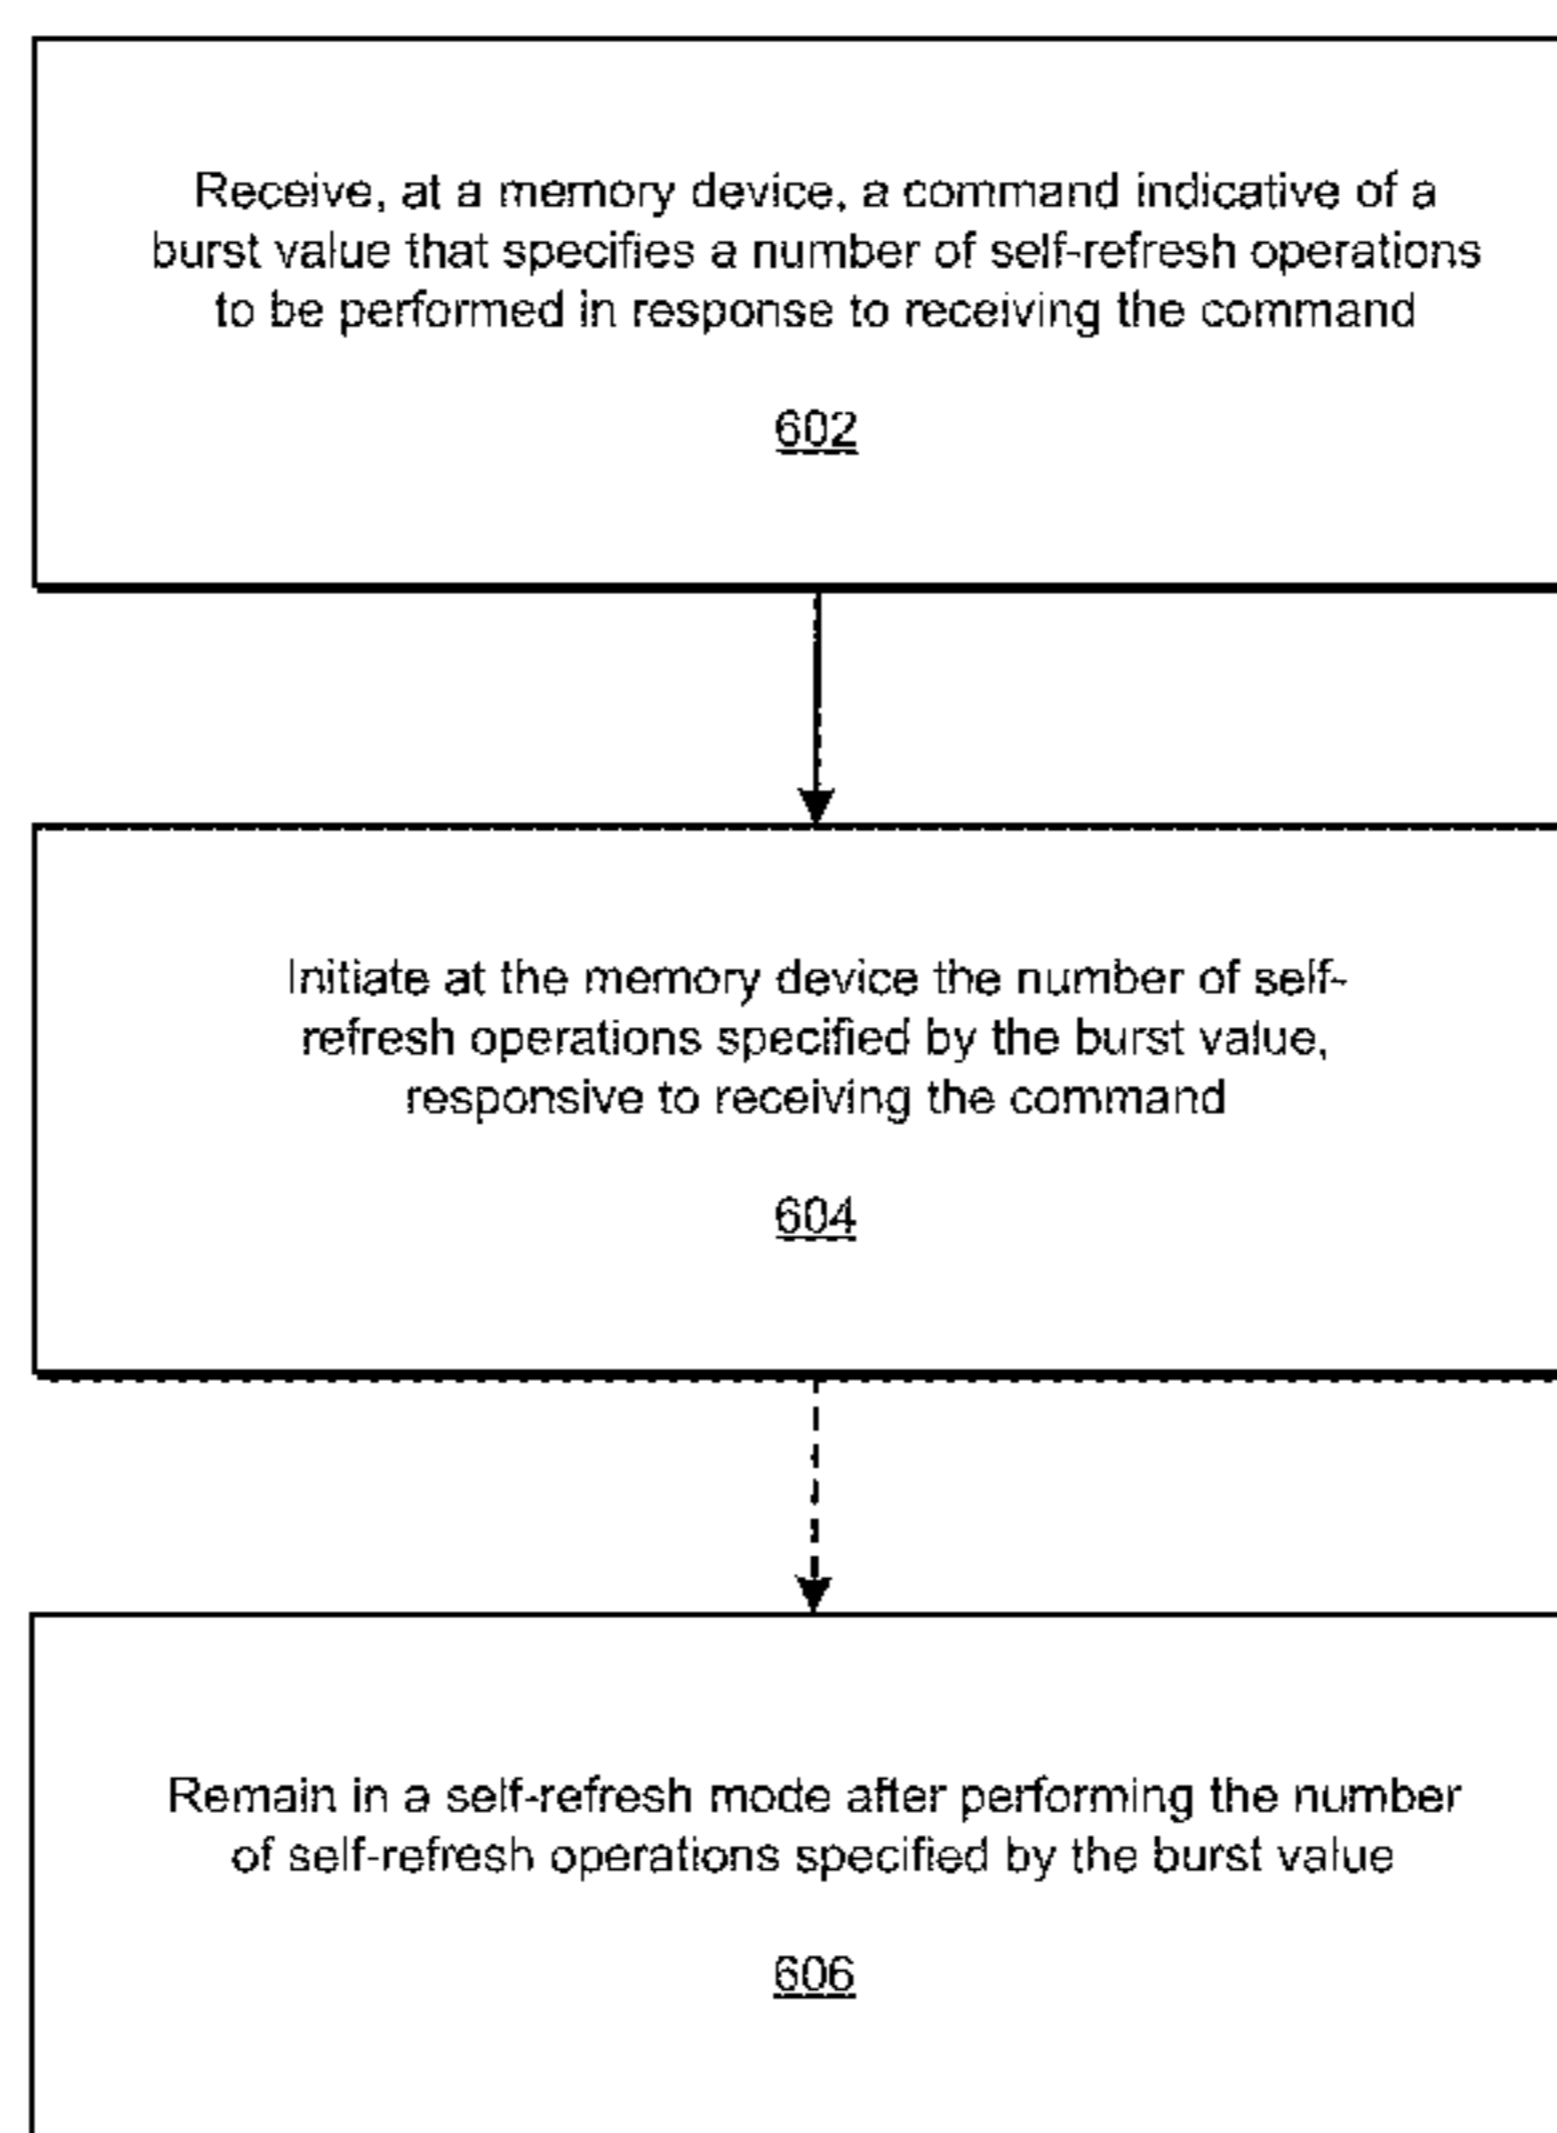 Receive, at a memory device, a command indicative of a
burst value that specifies a number of self-refresh operations
to be performed in response to receiving the command
602
Initiate at the memory device the number of self-
refresh operations specified by the burst value,
responsive to receiving the command
604
Remain in a self-refresh mode after performing the number
of self-refresh operations specified by the burst value
606